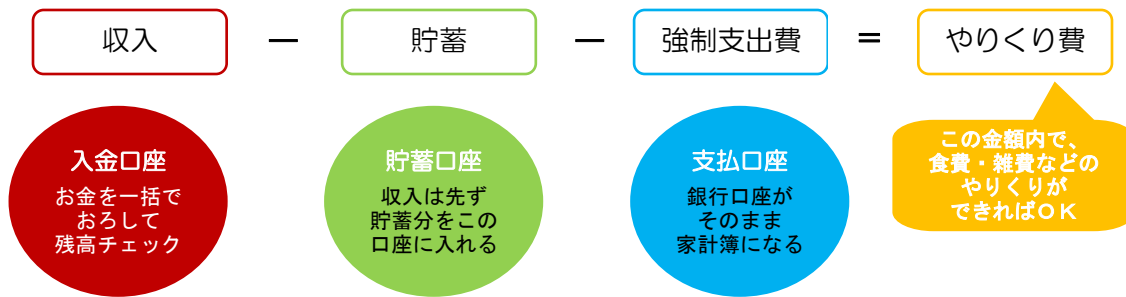 収入 － 貯蓄 － 強制支出費 ＝ やりくり費
入金口座
お金を一括で
おろして
残高チェック
貯蓄口座
収入は先ず
貯蓄分をこの
口座に入れる
支払口座
銀行口座が
そのまま
家計簿になる
この金額内で、
食費・雑費などの
やりくりが
できればＯＫ